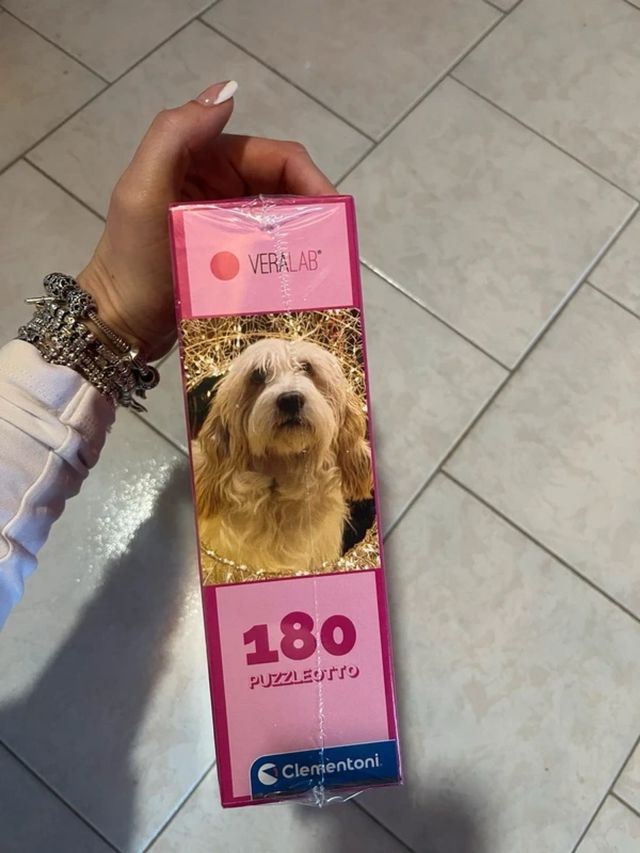 VERALAB®
180
PUZZLEOTTO
Clementoni®